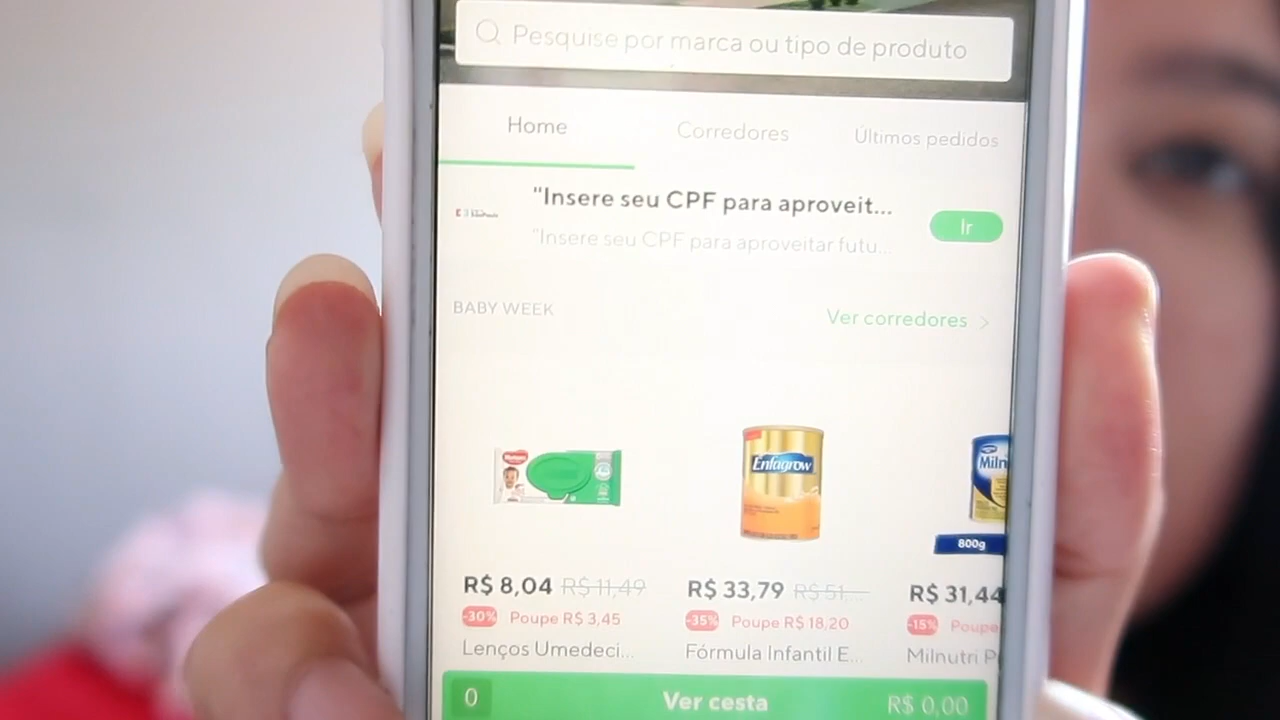 Pesquise por marca ou tipo de produto
Home
Corredores
Últimos pedidos
"Insere seu CPF para aproveit...
"Insere seu CPF para aproveitar futu...
Ir
BABY WEEK
Ver corredores >
Enfagrow
Miln
800g
R$ 8,04 R$ 11,49
-30% Poupe R$ 3,45
Lenços Umedeci...
R$ 33,79 R$ 51,...
-35% Poupe R$ 18,20
Fórmula Infantil E...
R$ 31,44
-15% Poupe
Milnutri P
0
Ver cesta
R$ 0,00